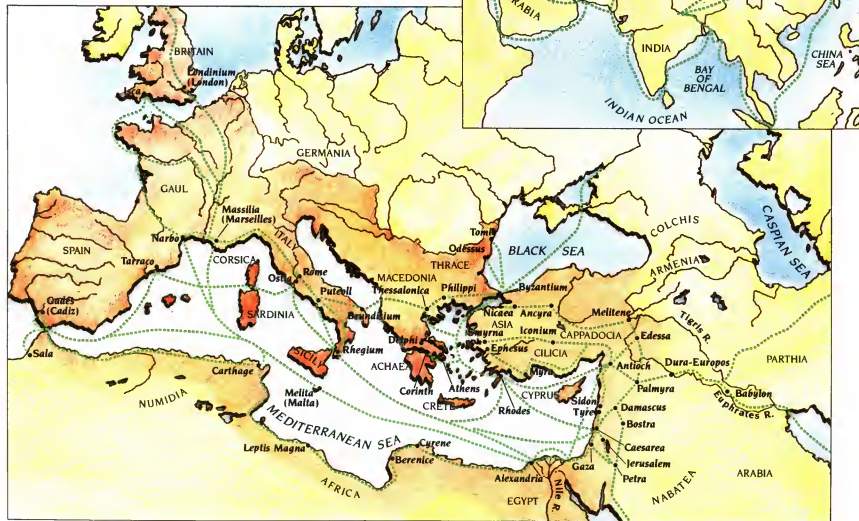 ARABIA
INDIA
BAY
OF
BENGAL
CHINA
SEA
INDIAN OCEAN
BRITAIN
Londinium
(London)
Isca
GERMANIA
GAUL
Massilia
(Marseilles)
Narbo
SPAIN
Tarraco
Gades
(Cadiz)
Sala
CORSICA
ITALY
Ostia
Rome
Puteoli
SARDINIA
Brundisium
SICILY
Rhegium
Carthage
Melita
(Malta)
NUMIDIA
MEDITERRANEAN SEA
Leptis Magna
AFRICA
Cyrene
Berenice
MACEDONIA
Thessalonica
THRACE
Philippi
Tomi
Odessus
BLACK SEA
Byzantium
COLCHIS
CASPIAN SEA
ARMENIA
Nicaea
Ancyra
Melitene
ASIA
Smyrna
Iconium
CAPPADOCIA
Ephesus
CILICIA
Edessa
Tigris R.
PARTHIA
Delphi
ACHAEA
Corinth
Athens
CRETE
Rhodes
Myra
CYPRUS
Antioch
Dura-Europos
Palmyra
Babylon
Euphrates R.
Sidon
Tyre
Damascus
Bostra
Caesarea
Jerusalem
Gaza
Petra
NABATEA
ARABIA
Alexandria
EGYPT
Nile R.